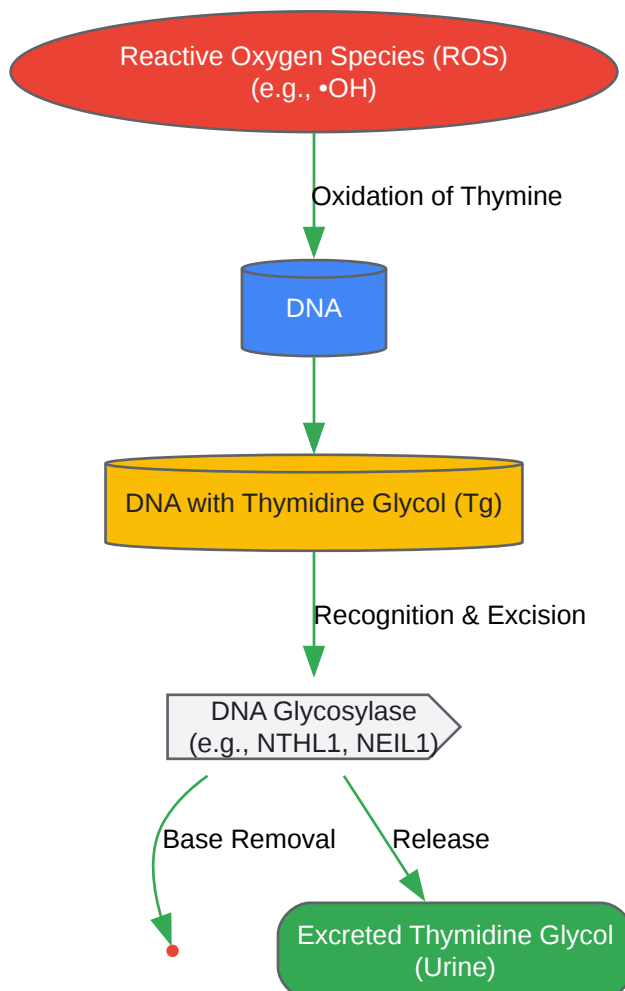 Reactive Oxygen Species (ROS)
(e.g., •OH)
Oxidation of Thymine
DNA
DNA with Thymidine Glycol (Tg)
Recognition & Excision
DNA Glycosylase
(e.g., NTHL1, NEIL1)
Base Removal
Release
Excreted Thymidine Glycol
(Urine)